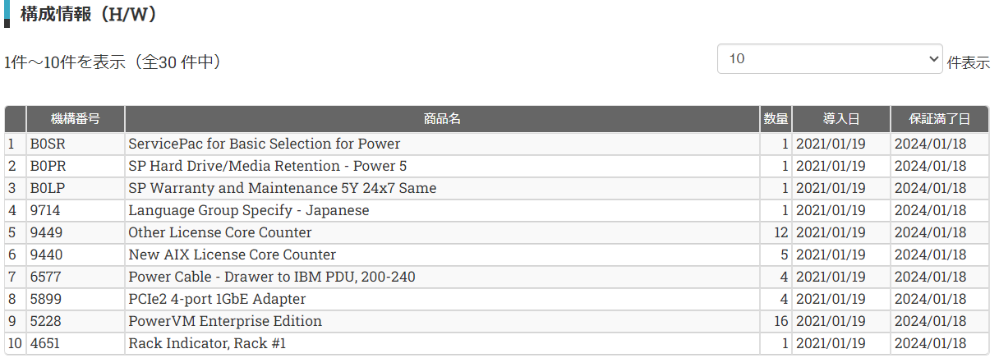 構成情報（H/W）
1件～10件を表示（全30 件中）
10 件表示
機構番号 商品名 数量 導入日 保証満了日
1 B0SR ServicePac for Basic Selection for Power 1 2021/01/19 2024/01/18
2 B0PR SP Hard Drive/Media Retention - Power 5 1 2021/01/19 2024/01/18
3 B0LP SP Warranty and Maintenance 5Y 24x7 Same 1 2021/01/19 2024/01/18
4 9714 Language Group Specify - Japanese 1 2021/01/19 2024/01/18
5 9449 Other License Core Counter 12 2021/01/19 2024/01/18
6 9440 New AIX License Core Counter 5 2021/01/19 2024/01/18
7 6577 Power Cable - Drawer to IBM PDU, 200-240 4 2021/01/19 2024/01/18
8 5899 PCIe2 4-port 1GbE Adapter 4 2021/01/19 2024/01/18
9 5228 PowerVM Enterprise Edition 16 2021/01/19 2024/01/18
10 4651 Rack Indicator, Rack #1 1 2021/01/19 2024/01/18